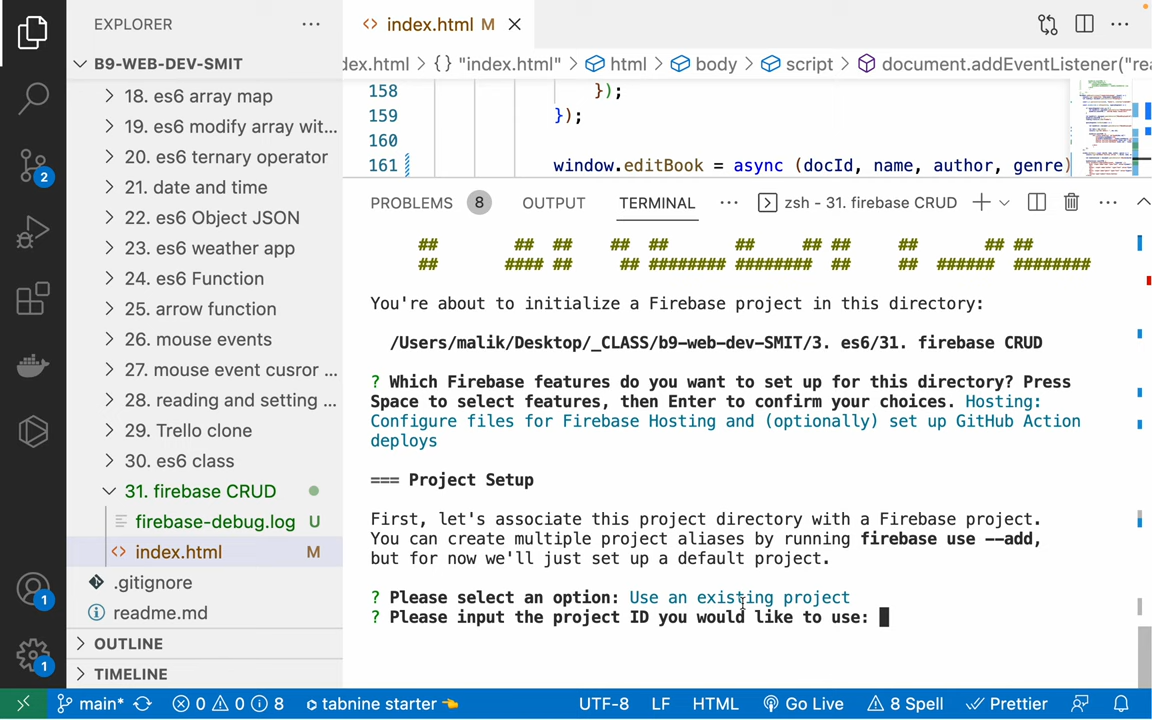 EXPLORER
B9-WEB-DEV-SMIT
18. es6 array map
19. es6 modify array wit...
20. es6 ternary operator
21. date and time
22. es6 Object JSON
23. es6 weather app
24. es6 Function
25. arrow function
26. mouse events
27. mouse event cusror ...
28. reading and setting ...
29. Trello clone
30. es6 class
31. firebase CRUD
firebase-debug.log U
<> index.html M
.gitignore
readme.md
OUTLINE
TIMELINE
2
1
1
<> index.html M
dex.html > {} "index.html" > html > body > script > document.addEventListener("rea
158 });
159 });
160
161 window.editBook = async (docId, name, author, genre)
PROBLEMS 8 OUTPUT TERMINAL ... zsh - 31. firebase CRUD
## ## ## ## ## ## ## ## ## ## ##
## #### ## ## ######## ######## ## ## ###### ########
You're about to initialize a Firebase project in this directory:
/Users/malik/Desktop/_CLASS/b9-web-dev-SMIT/3. es6/31. firebase CRUD
? Which Firebase features do you want to set up for this directory? Press
Space to select features, then Enter to confirm your choices. Hosting:
Configure files for Firebase Hosting and (optionally) set up GitHub Action
deploys
=== Project Setup
First, let's associate this project directory with a Firebase project.
You can create multiple project aliases by running firebase use --add,
but for now we'll just set up a default project.
? Please select an option: Use an existing project
? Please input the project ID you would like to use:
main* 0 0 8 tabnine starter UTF-8 LF HTML Go Live 8 Spell Prettier